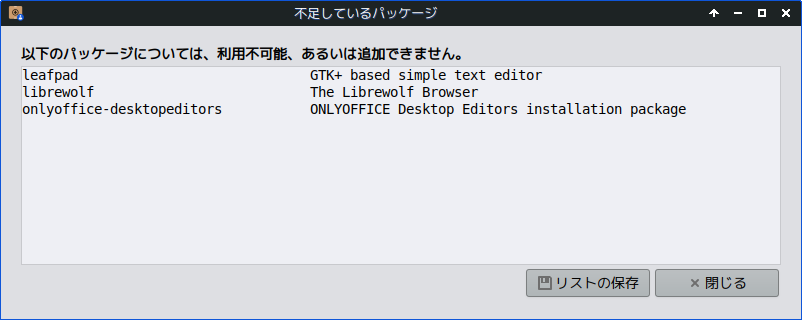 不足しているパッケージ
以下のパッケージについては、利用不可能、あるいは追加できません。
leafpad GTK+ based simple text editor
librewolf The Librewolf Browser
onlyoffice-desktopeditors ONLYOFFICE Desktop Editors installation package
リストの保存 閉じる